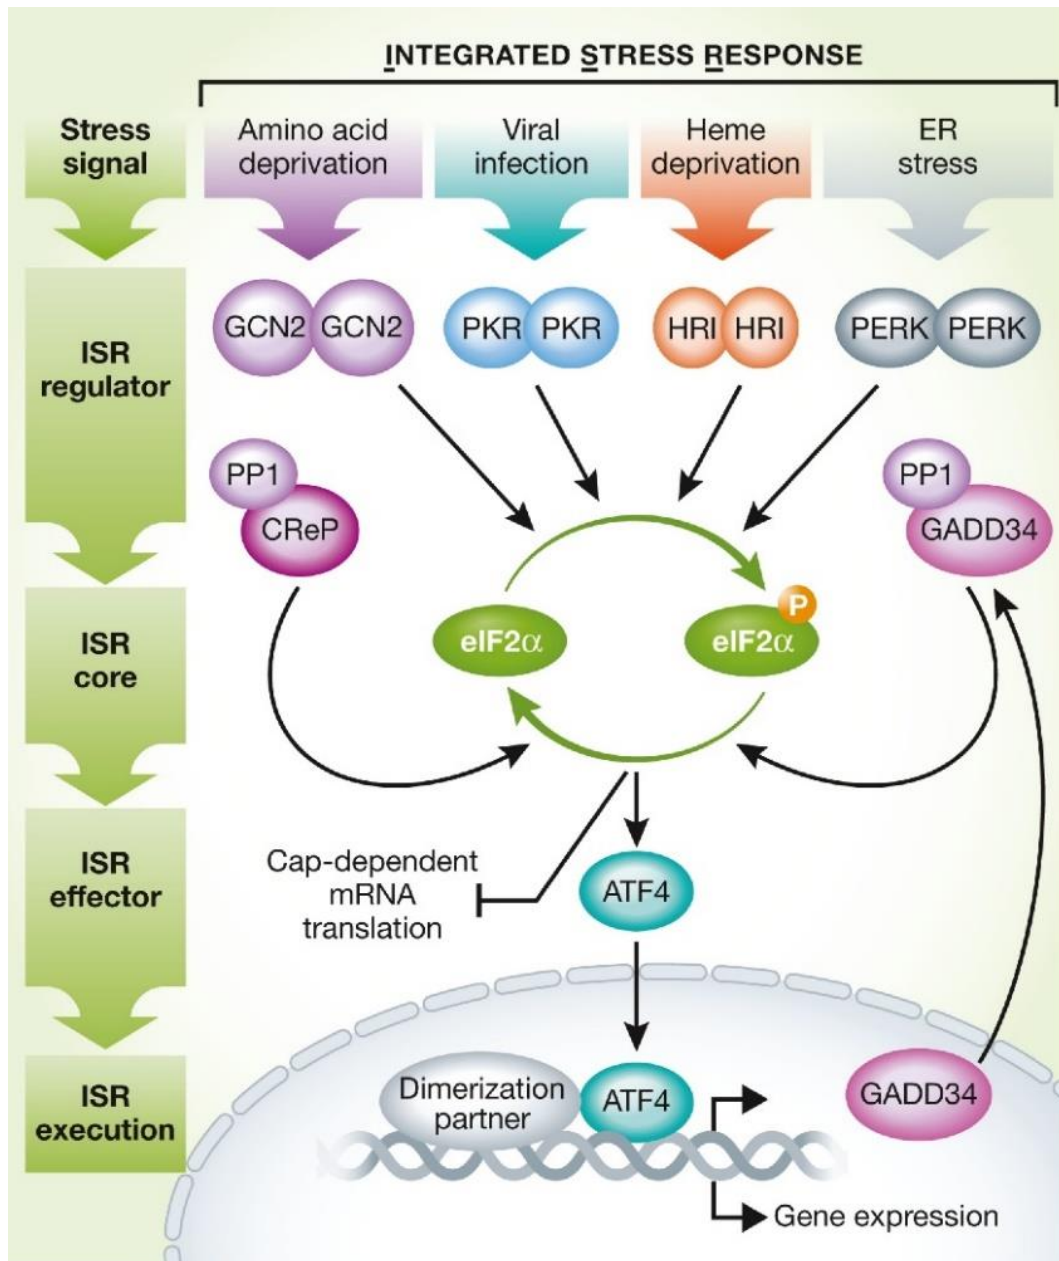 INTEGRATED STRESS RESPONSE
Stress
signal
Amino acid
deprivation
Viral
infection
Heme
deprivation
ER
stress
ISR
regulator
GCN2 GCN2
PKR PKR
HRI HRI
PERK PERK
PP1
CReP
PP1
GADD34
ISR
core
eIF2α
eIF2α
P
ISR
effector
Cap-dependent
mRNA
translation
ATF4
ISR
execution
Dimerization
partner
ATF4
GADD34
Gene expression